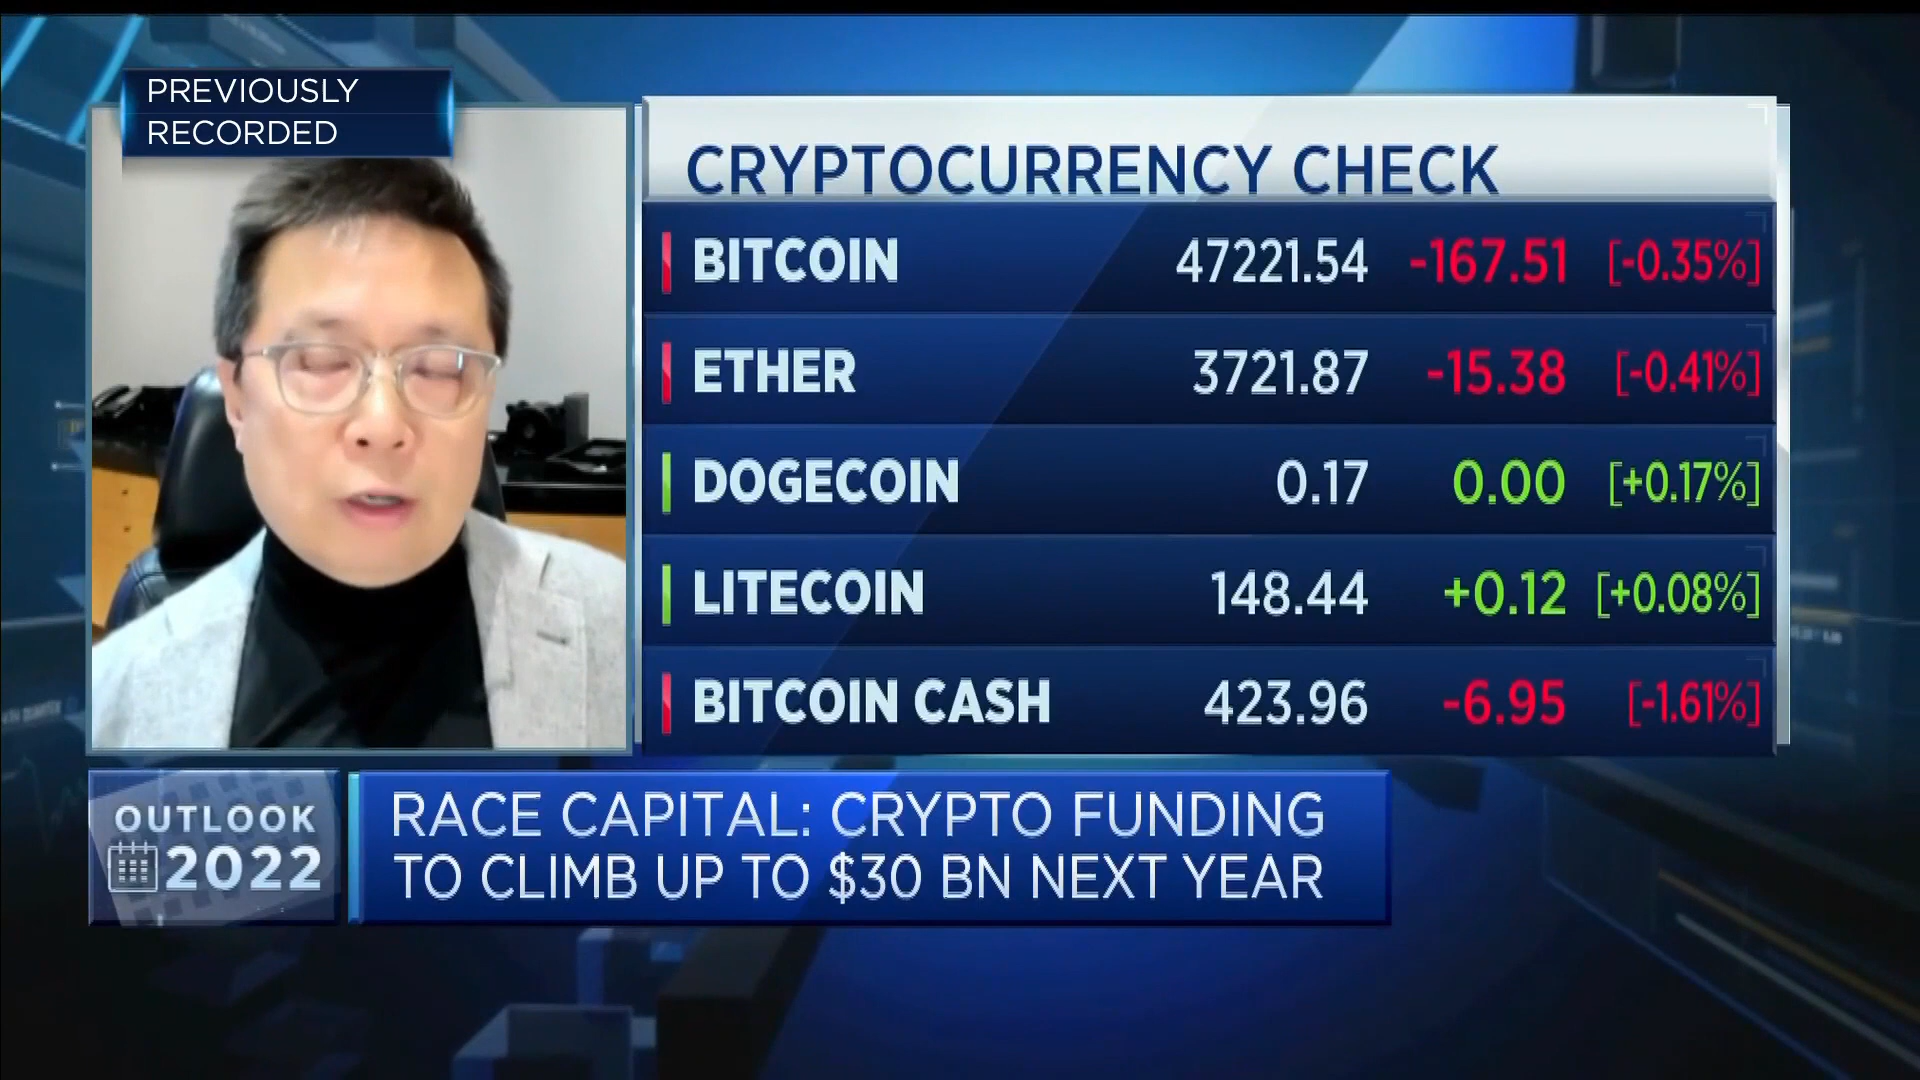 PREVIOUSLY
RECORDED
CRYPTOCURRENCY CHECK
BITCOIN 47221.54 -167.51 [-0.35%]
ETHER 3721.87 -15.38 [-0.41%]
DOGECOIN 0.17 0.00 [+0.17%]
LITECOIN 148.44 +0.12 [+0.08%]
BITCOIN CASH 423.96 -6.95 [-1.61%]
OUTLOOK
2022
RACE CAPITAL: CRYPTO FUNDING
TO CLIMB UP TO $30 BN NEXT YEAR